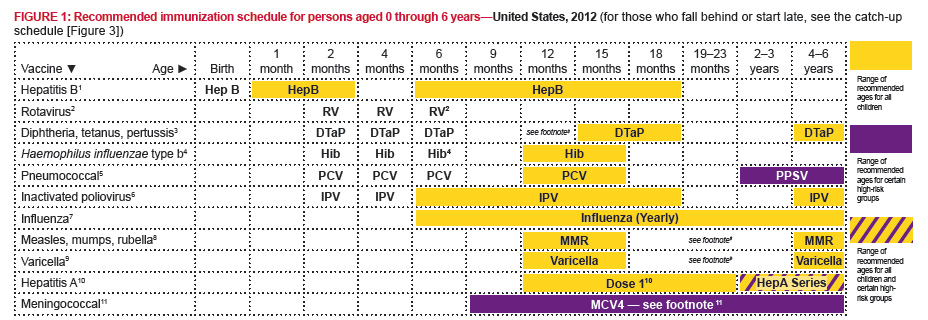 FIGURE 1: Recommended immunization schedule for persons aged 0 through 6 years—United States, 2012 (for those who fall behind or start late, see the catch-up
schedule [Figure 3])
Vaccine ▼ Age ► Birth 1 month 2 months 4 months 6 months 9 months 12 months 15 months 18 months 19–23 months 2–3 years 4–6 years
Hepatitis B¹ Hep B HepB HepB
Rotavirus² RV RV RV²
Diphtheria, tetanus, pertussis³ DTaP DTaP DTaP see footnote³ DTaP DTaP
Haemophilus influenzae type b⁴ Hib Hib Hib⁴ Hib
Pneumococcal⁵ PCV PCV PCV PCV PPSV
Inactivated poliovirus⁶ IPV IPV IPV IPV
Influenza⁷ Influenza (Yearly)
Measles, mumps, rubella⁸ MMR see footnote⁸ MMR
Varicella⁹ Varicella see footnote⁹ Varicella
Hepatitis A¹⁰ Dose 1¹⁰ HepA Series
Meningococcal¹¹ MCV4 — see footnote ¹¹
Range of
recommended
ages for all
children
Range of
recommended
ages for certain
high-risk
groups
Range of
recommended
ages for all
children and
certain high-
risk groups